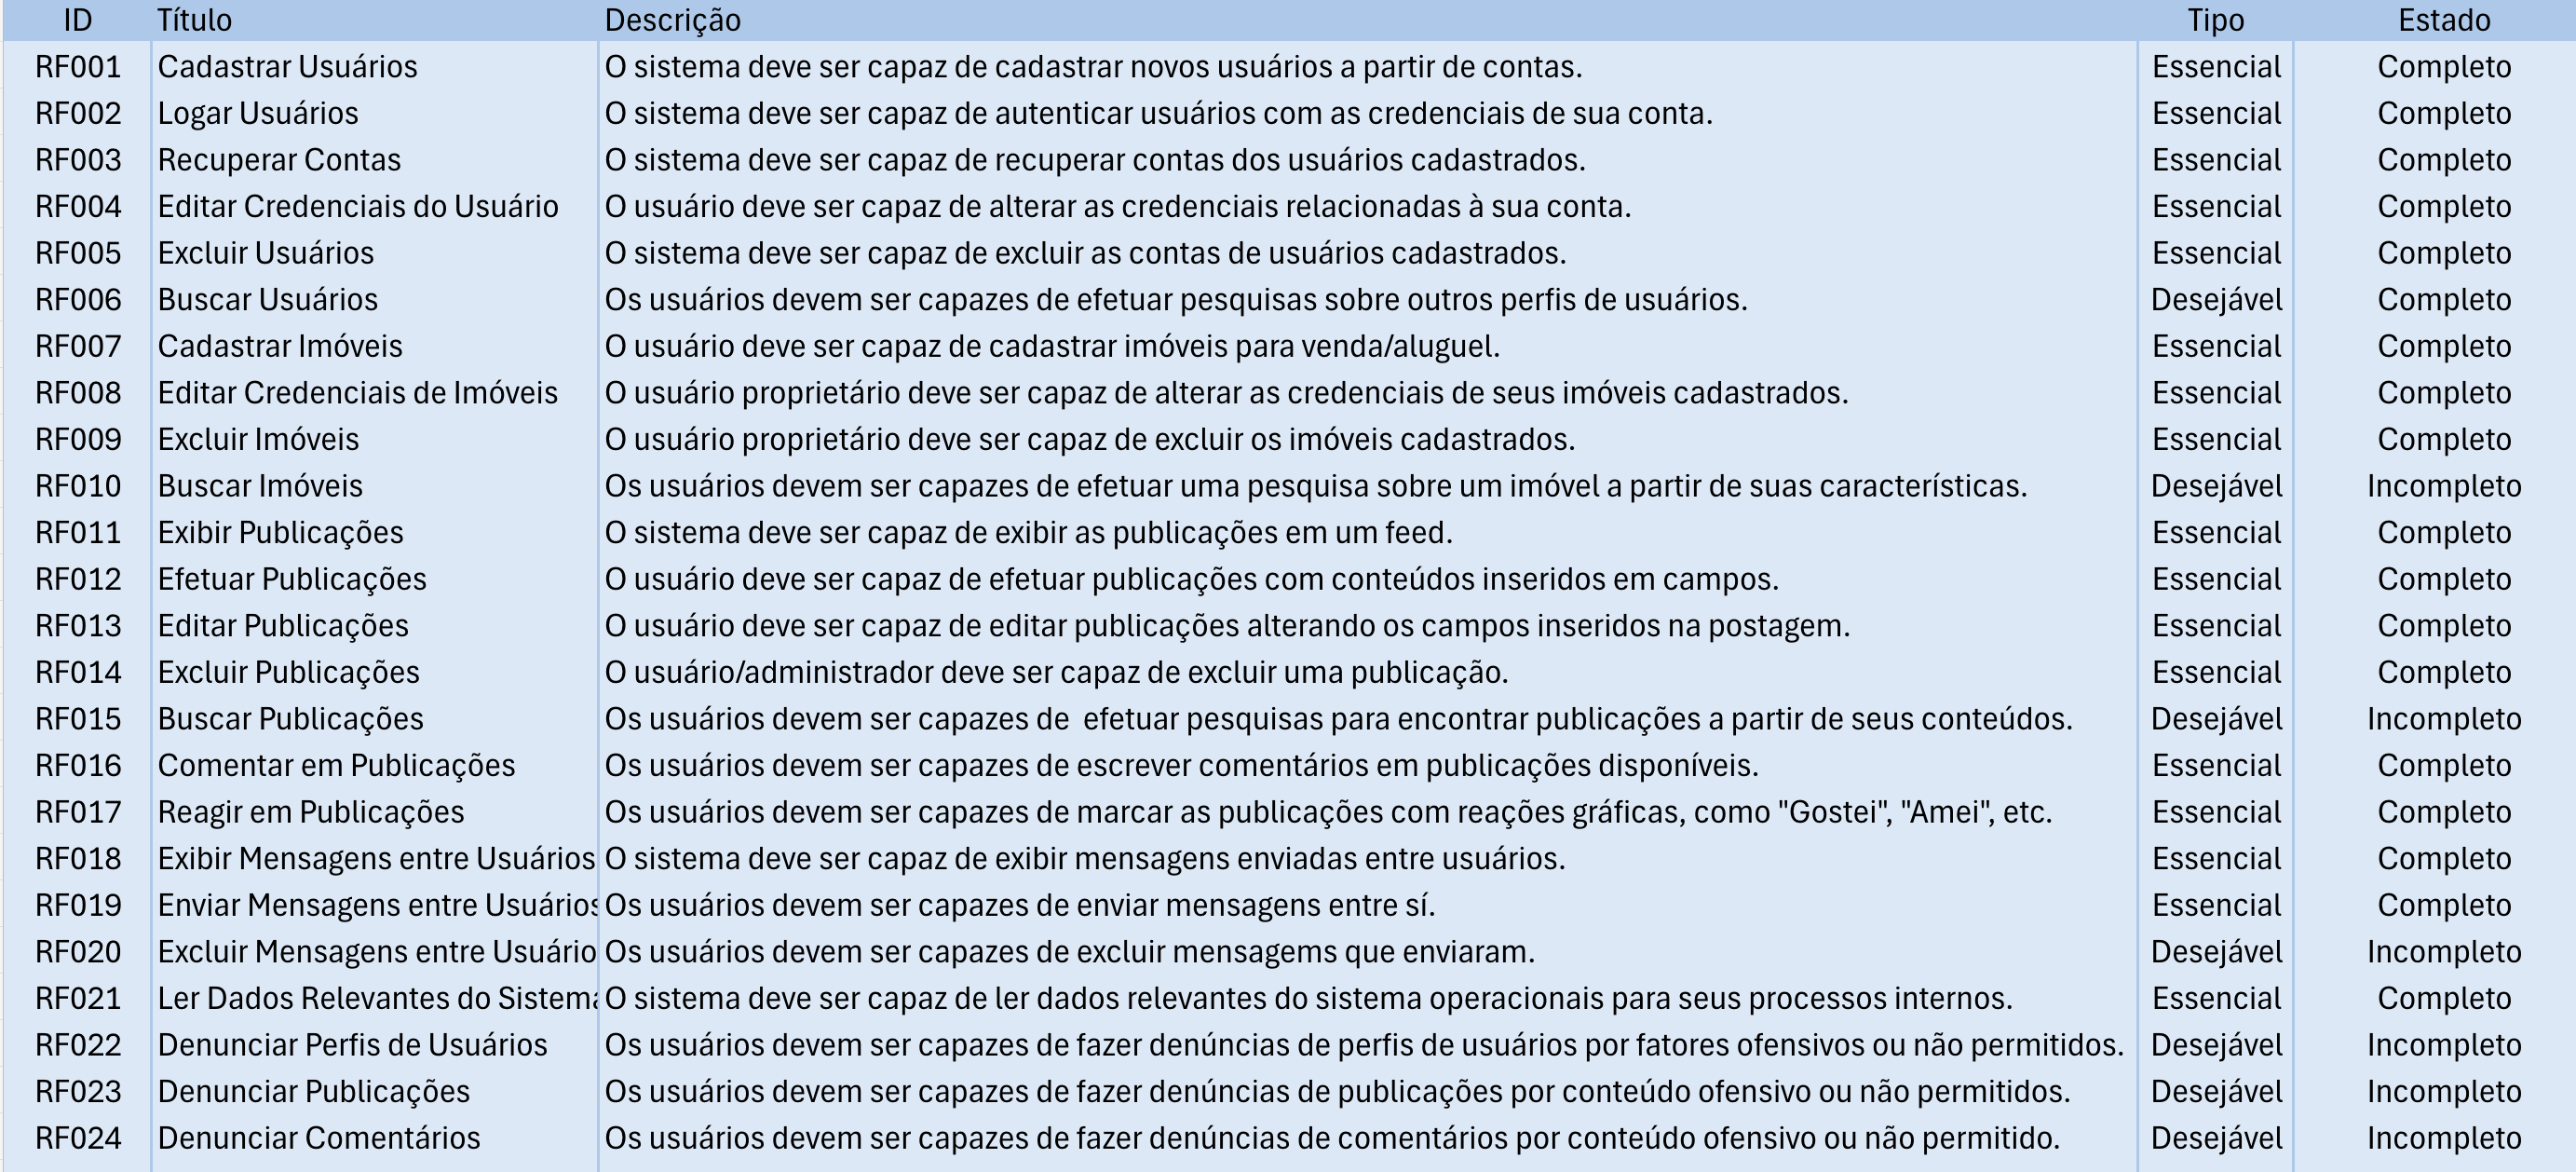 ID Título Descrição Tipo Estado
RF001 Cadastrar Usuários O sistema deve ser capaz de cadastrar novos usuários a partir de contas. Essencial Completo
RF002 Logar Usuários O sistema deve ser capaz de autenticar usuários com as credenciais de sua conta. Essencial Completo
RF003 Recuperar Contas O sistema deve ser capaz de recuperar contas dos usuários cadastrados. Essencial Completo
RF004 Editar Credenciais do Usuário O usuário deve ser capaz de alterar as credenciais relacionadas à sua conta. Essencial Completo
RF005 Excluir Usuários O sistema deve ser capaz de excluir as contas de usuários cadastrados. Essencial Completo
RF006 Buscar Usuários Os usuários devem ser capazes de efetuar pesquisas sobre outros perfis de usuários. Desejável Completo
RF007 Cadastrar Imóveis O usuário deve ser capaz de cadastrar imóveis para venda/aluguel. Essencial Completo
RF008 Editar Credenciais de Imóveis O usuário proprietário deve ser capaz de alterar as credenciais de seus imóveis cadastrados. Essencial Completo
RF009 Excluir Imóveis O usuário proprietário deve ser capaz de excluir os imóveis cadastrados. Essencial Completo
RF010 Buscar Imóveis Os usuários devem ser capazes de efetuar uma pesquisa sobre um imóvel a partir de suas características. Desejável Incompleto
RF011 Exibir Publicações O sistema deve ser capaz de exibir as publicações em um feed. Essencial Completo
RF012 Efetuar Publicações O usuário deve ser capaz de efetuar publicações com conteúdos inseridos em campos. Essencial Completo
RF013 Editar Publicações O usuário deve ser capaz de editar publicações alterando os campos inseridos na postagem. Essencial Completo
RF014 Excluir Publicações O usuário/administrador deve ser capaz de excluir uma publicação. Essencial Completo
RF015 Buscar Publicações Os usuários devem ser capazes de efetuar pesquisas para encontrar publicações a partir de seus conteúdos. Desejável Incompleto
RF016 Comentar em Publicações Os usuários devem ser capazes de escrever comentários em publicações disponíveis. Essencial Completo
RF017 Reagir em Publicações Os usuários devem ser capazes de marcar as publicações com reações gráficas, como "Gostei", "Amei", etc. Essencial Completo
RF018 Exibir Mensagens entre Usuários O sistema deve ser capaz de exibir mensagens enviadas entre usuários. Essencial Completo
RF019 Enviar Mensagens entre Usuários Os usuários devem ser capazes de enviar mensagens entre sí. Essencial Completo
RF020 Excluir Mensagens entre Usuário Os usuários devem ser capazes de excluir mensagems que enviaram. Desejável Incompleto
RF021 Ler Dados Relevantes do Sistema O sistema deve ser capaz de ler dados relevantes do sistema operacionais para seus processos internos. Essencial Completo
RF022 Denunciar Perfis de Usuários Os usuários devem ser capazes de fazer denúncias de perfis de usuários por fatores ofensivos ou não permitidos. Desejável Incompleto
RF023 Denunciar Publicações Os usuários devem ser capazes de fazer denúncias de publicações por conteúdo ofensivo ou não permitidos. Desejável Incompleto
RF024 Denunciar Comentários Os usuários devem ser capazes de fazer denúncias de comentários por conteúdo ofensivo ou não permitido. Desejável Incompleto